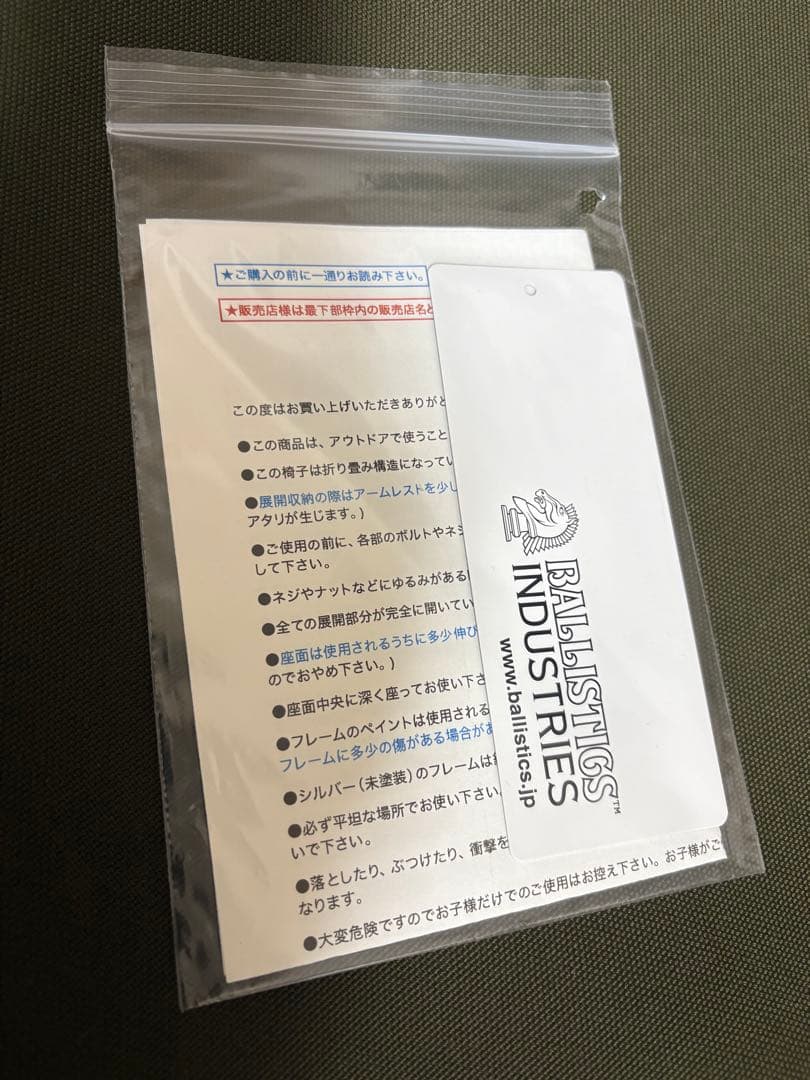 ★ご購入の前に一通りお読み下さい。
★販売店様は最下部枠内の販売店名と
この度はお買い上げいただきありがと
●この商品は、アウトドアで使うこと
●この椅子は折り畳み構造になってい
●展開収納の際はアームレストを少し
アタリが生じます。)
●ご使用の前に、各部のボルトやネジ
して下さい。
●ネジやナットなどにゆるみがある
●全ての展開部分が完全に開いてい
●座面は使用されるうちに多少伸び
のでおやめ下さい。)
●座面中央に深く座ってお使い下さ
●フレームのペイントは使用される
フレームに多少の傷がある場合があ
●シルバー(未塗装)のフレームは
●必ず平坦な場所でお使い下さい。
いで下さい。
●落としたり、ぶつけたり、衝撃を
なります。
●大変危険ですのでお子様だけでのご使用はお控え下さい。お子様がご
BALLISTICS™
INDUSTRIES
www.ballistics.jp